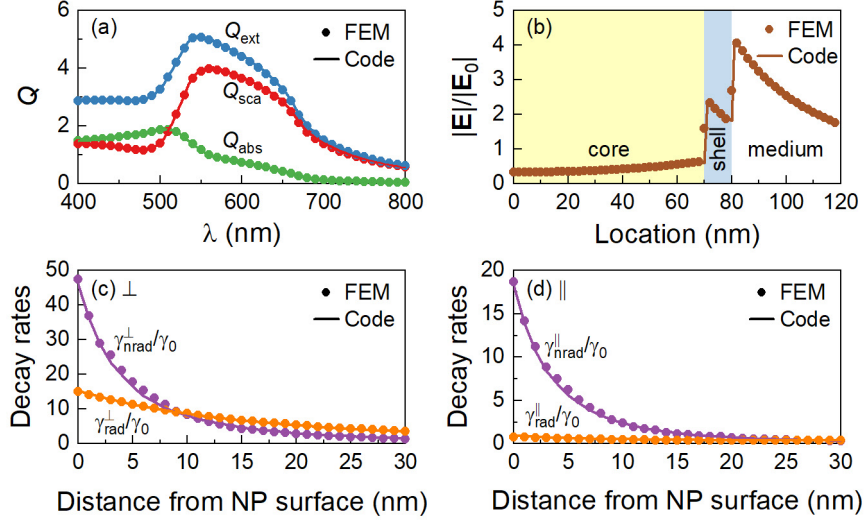 (a)
Q_ext
FEM
Code
Q_sca
Q_abs
Q
6
4
2
0
400 500 600 700 800
λ (nm)
(b)
FEM
Code
|E|/|E₀|
5
4
3
2
1
0
core
shell
medium
0 20 40 60 80 100 120
Location (nm)
(c) ⊥
FEM
Code
γ⊥nrad/γ₀
γ⊥rad/γ₀
Decay rates
50
40
30
20
10
0
0 5 10 15 20 25 30
Distance from NP surface (nm)
(d) ||
FEM
Code
γ||nrad/γ₀
γ||rad/γ₀
Decay rates
20
15
10
5
0
0 5 10 15 20 25 30
Distance from NP surface (nm)